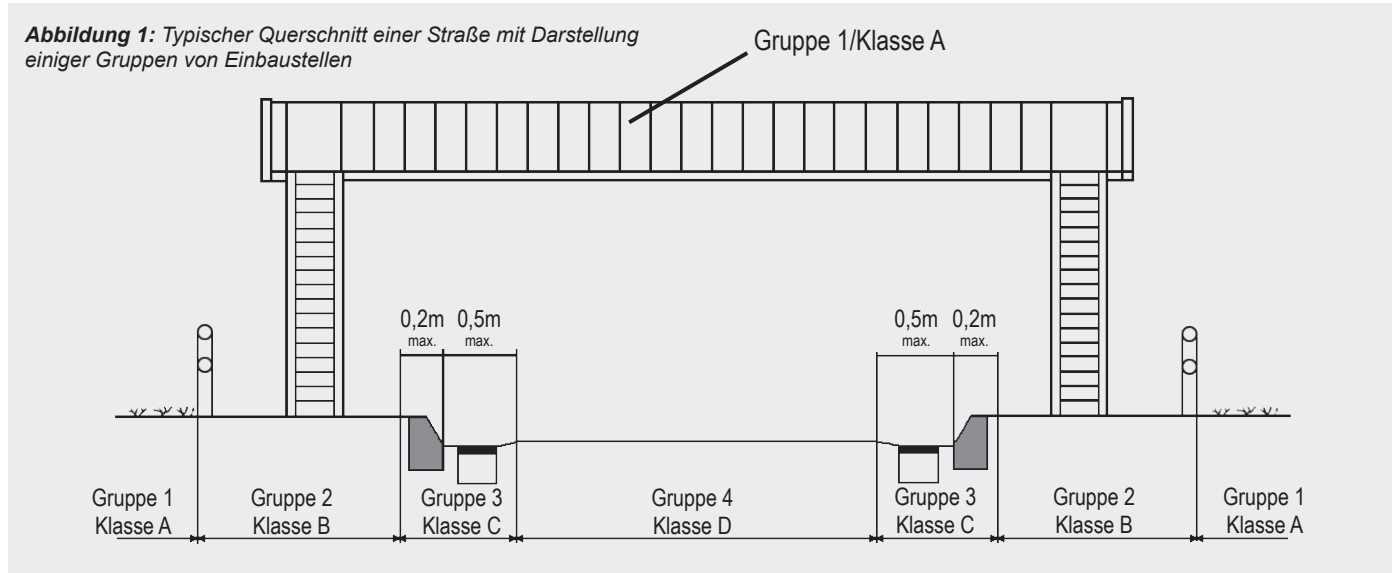 Abbildung 1: Typischer Querschnitt einer Straße mit Darstellung
einiger Gruppen von Einbaustellen
Gruppe 1/Klasse A
0,2m 0,5m
max. max.
0,5m 0,2m
max. max.
Gruppe 1
Klasse A
Gruppe 2
Klasse B
Gruppe 3
Klasse C
Gruppe 4
Klasse D
Gruppe 3
Klasse C
Gruppe 2
Klasse B
Gruppe 1
Klasse A